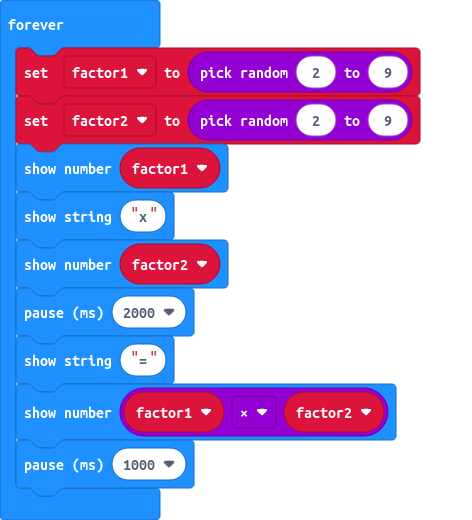 forever
set factor1 to pick random 2 to 9
set factor2 to pick random 2 to 9
show number factor1
show string "x"
show number factor2
pause (ms) 2000
show string "="
show number factor1 × factor2
pause (ms) 1000